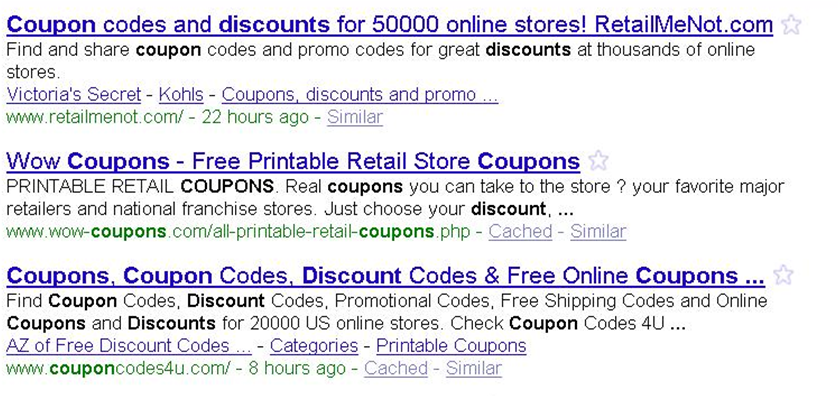 Coupon codes and discounts for 50000 online stores! RetailMeNot.com
Find and share coupon codes and promo codes for great discounts at thousands of online
stores.
Victoria's Secret - Kohls - Coupons, discounts and promo ...
www.retailmenot.com/ - 22 hours ago - Similar
Wow Coupons - Free Printable Retail Store Coupons
PRINTABLE RETAIL COUPONS. Real coupons you can take to the store ? your favorite major
retailers and national franchise stores. Just choose your discount, ...
www.wow-coupons.com/all-printable-retail-coupons.php - Cached - Similar
Coupons, Coupon Codes, Discount Codes & Free Online Coupons ...
Find Coupon Codes, Discount Codes, Promotional Codes, Free Shipping Codes and Online
Coupons and Discounts for 20000 US online stores. Check Coupon Codes 4U ...
AZ of Free Discount Codes ... - Categories - Printable Coupons
www.couponcodes4u.com/ - 8 hours ago - Cached - Similar